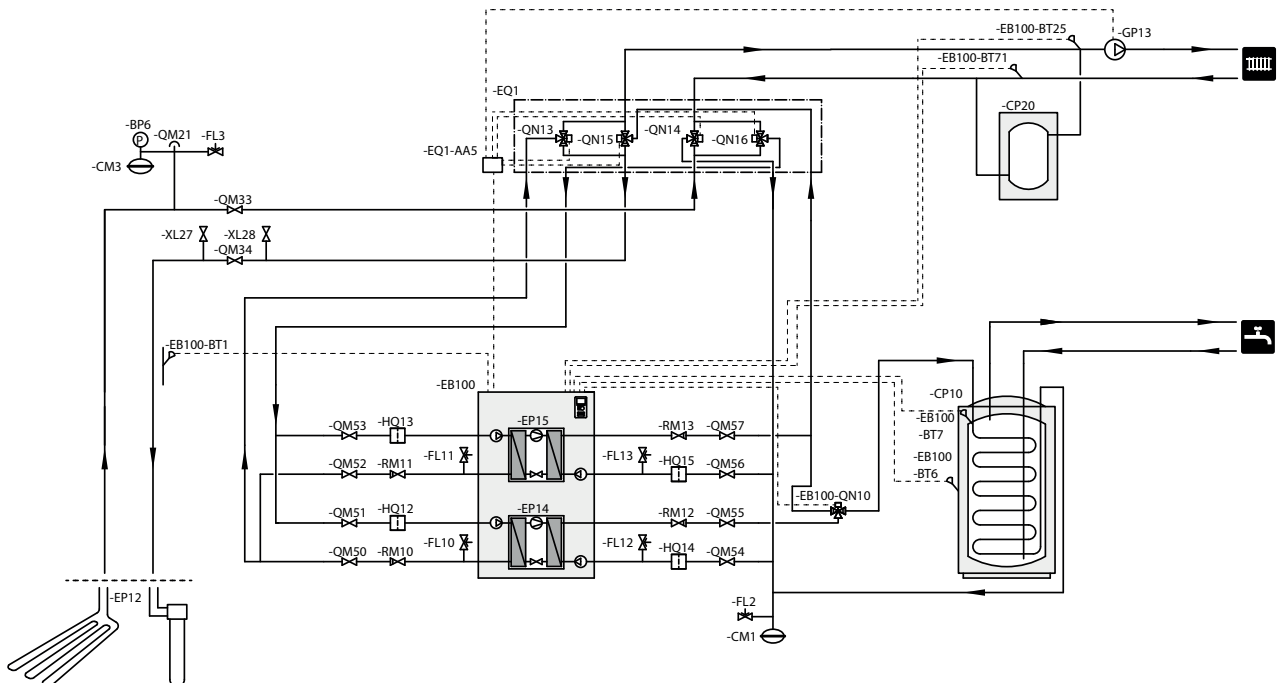 -EB100-BT25
-GP13
-EB100-BT71
-EQ1
-CP20
-BP6
P
-QM21
-FL3
-QN13
-QN15
-QN14
-QN16
-CM3
-EQ1-AA5
-QM33
-XL27
-XL28
-QM34
-EB100-BT1
-EB100
-CP10
-EB100
-BT7
-EB100
-BT6
-QM53
-HQ13
-EP15
-RM13
-QM57
-QM52
-RM11
-FL11
-FL13
-HQ15
-QM56
-EB100-QN10
-QM51
-HQ12
-EP14
-RM12
-QM55
-QM50
-RM10
-FL10
-FL12
-HQ14
-QM54
-EP12
-FL2
-CM1